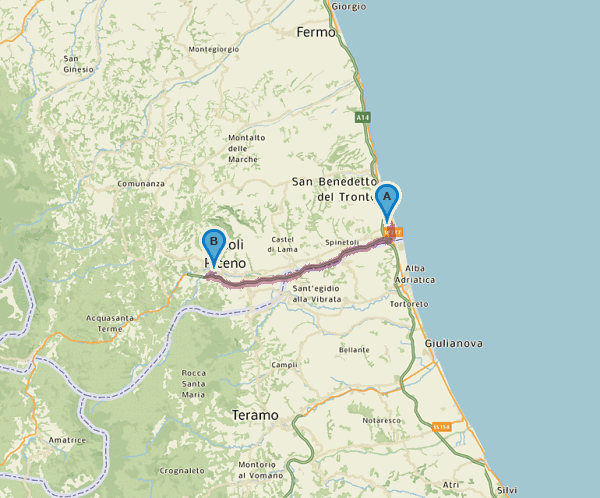 Giorgio
Fermo
Montegiorgio
San
Ginesio
A14
Montalto
delle
Marche
Comunanza
San Benedetto
del Tronto
A
B
Castel
di Lama
Spinetoli
Piceno
Alba
Adriatica
Sant'egidio
alla Vibrata
Tortoreto
Acquasanta
Terme
Giulianova
Bellante
Campli
Rocca
Santa
Maria
Teramo
Notaresco
SS150
Amatrice
Crognaleto
Montorio
al Vomano
Atri
Silvi